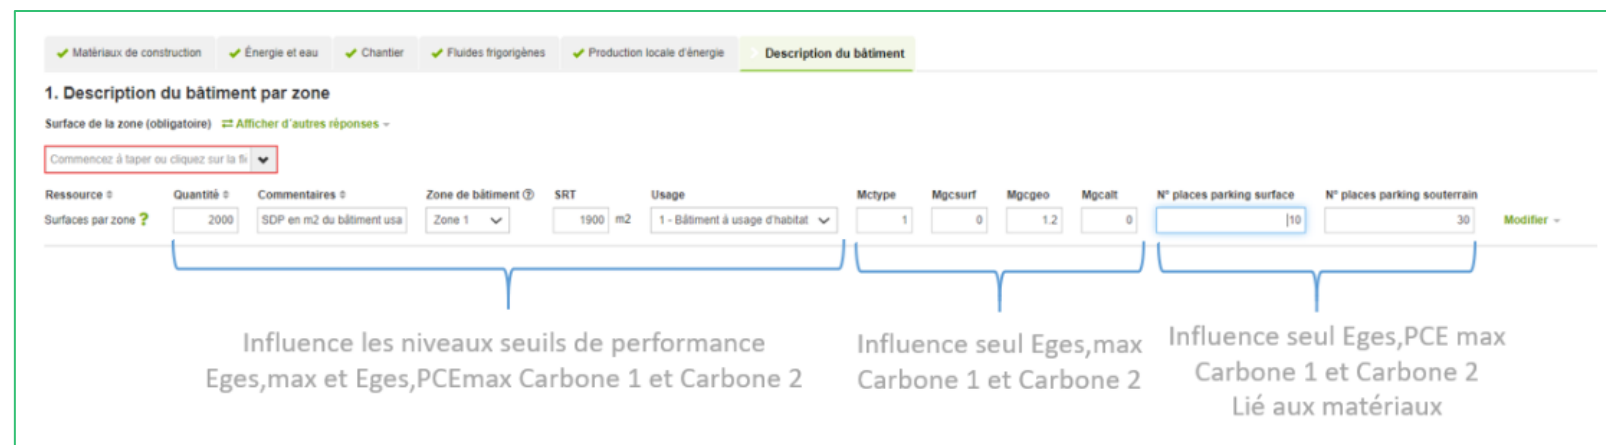 Matériaux de construction Énergie et eau Chantier Fluides frigorigènes Production locale d'énergie Description du bâtiment
1. Description du bâtiment par zone
Surface de la zone (obligatoire) Afficher d'autres réponses
Commencez à taper ou cliquez sur la fl
Ressource Quantité Commentaires Zone de bâtiment ? SRT Usage Mctype Mgcsurf Mgcgeo Mgcalt N° places parking surface N° places parking souterrain
Surfaces par zone ? 2000 SDP en m2 du bâtiment usa Zone 1 1900 m2 1 - Bâtiment à usage d'habitat 1 0 1.2 0 10 30 Modifier
Influence les niveaux seuils de performance
Eges,max et Eges,PCEmax Carbone 1 et Carbone 2
Influence seul Eges,max
Carbone 1 et Carbone 2
Influence seul Eges,PCE max
Carbone 1 et Carbone 2
Lié aux matériaux